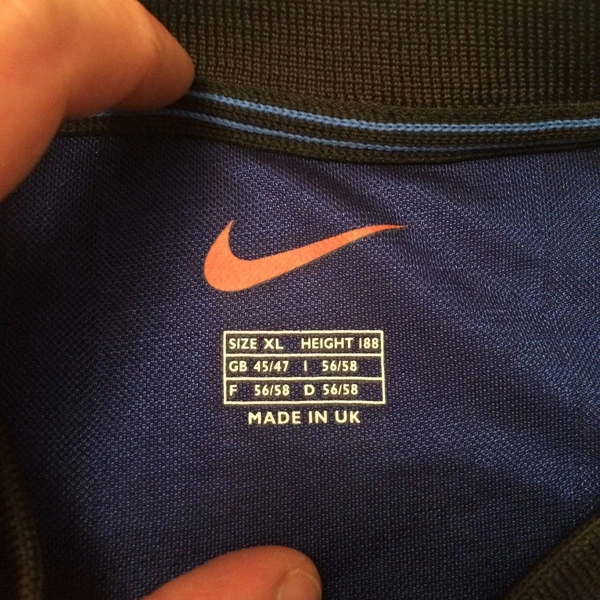 SIZE XL HEIGHT 188
GB 45/47 I 56/58
F 56/58 D 56/58
MADE IN UK